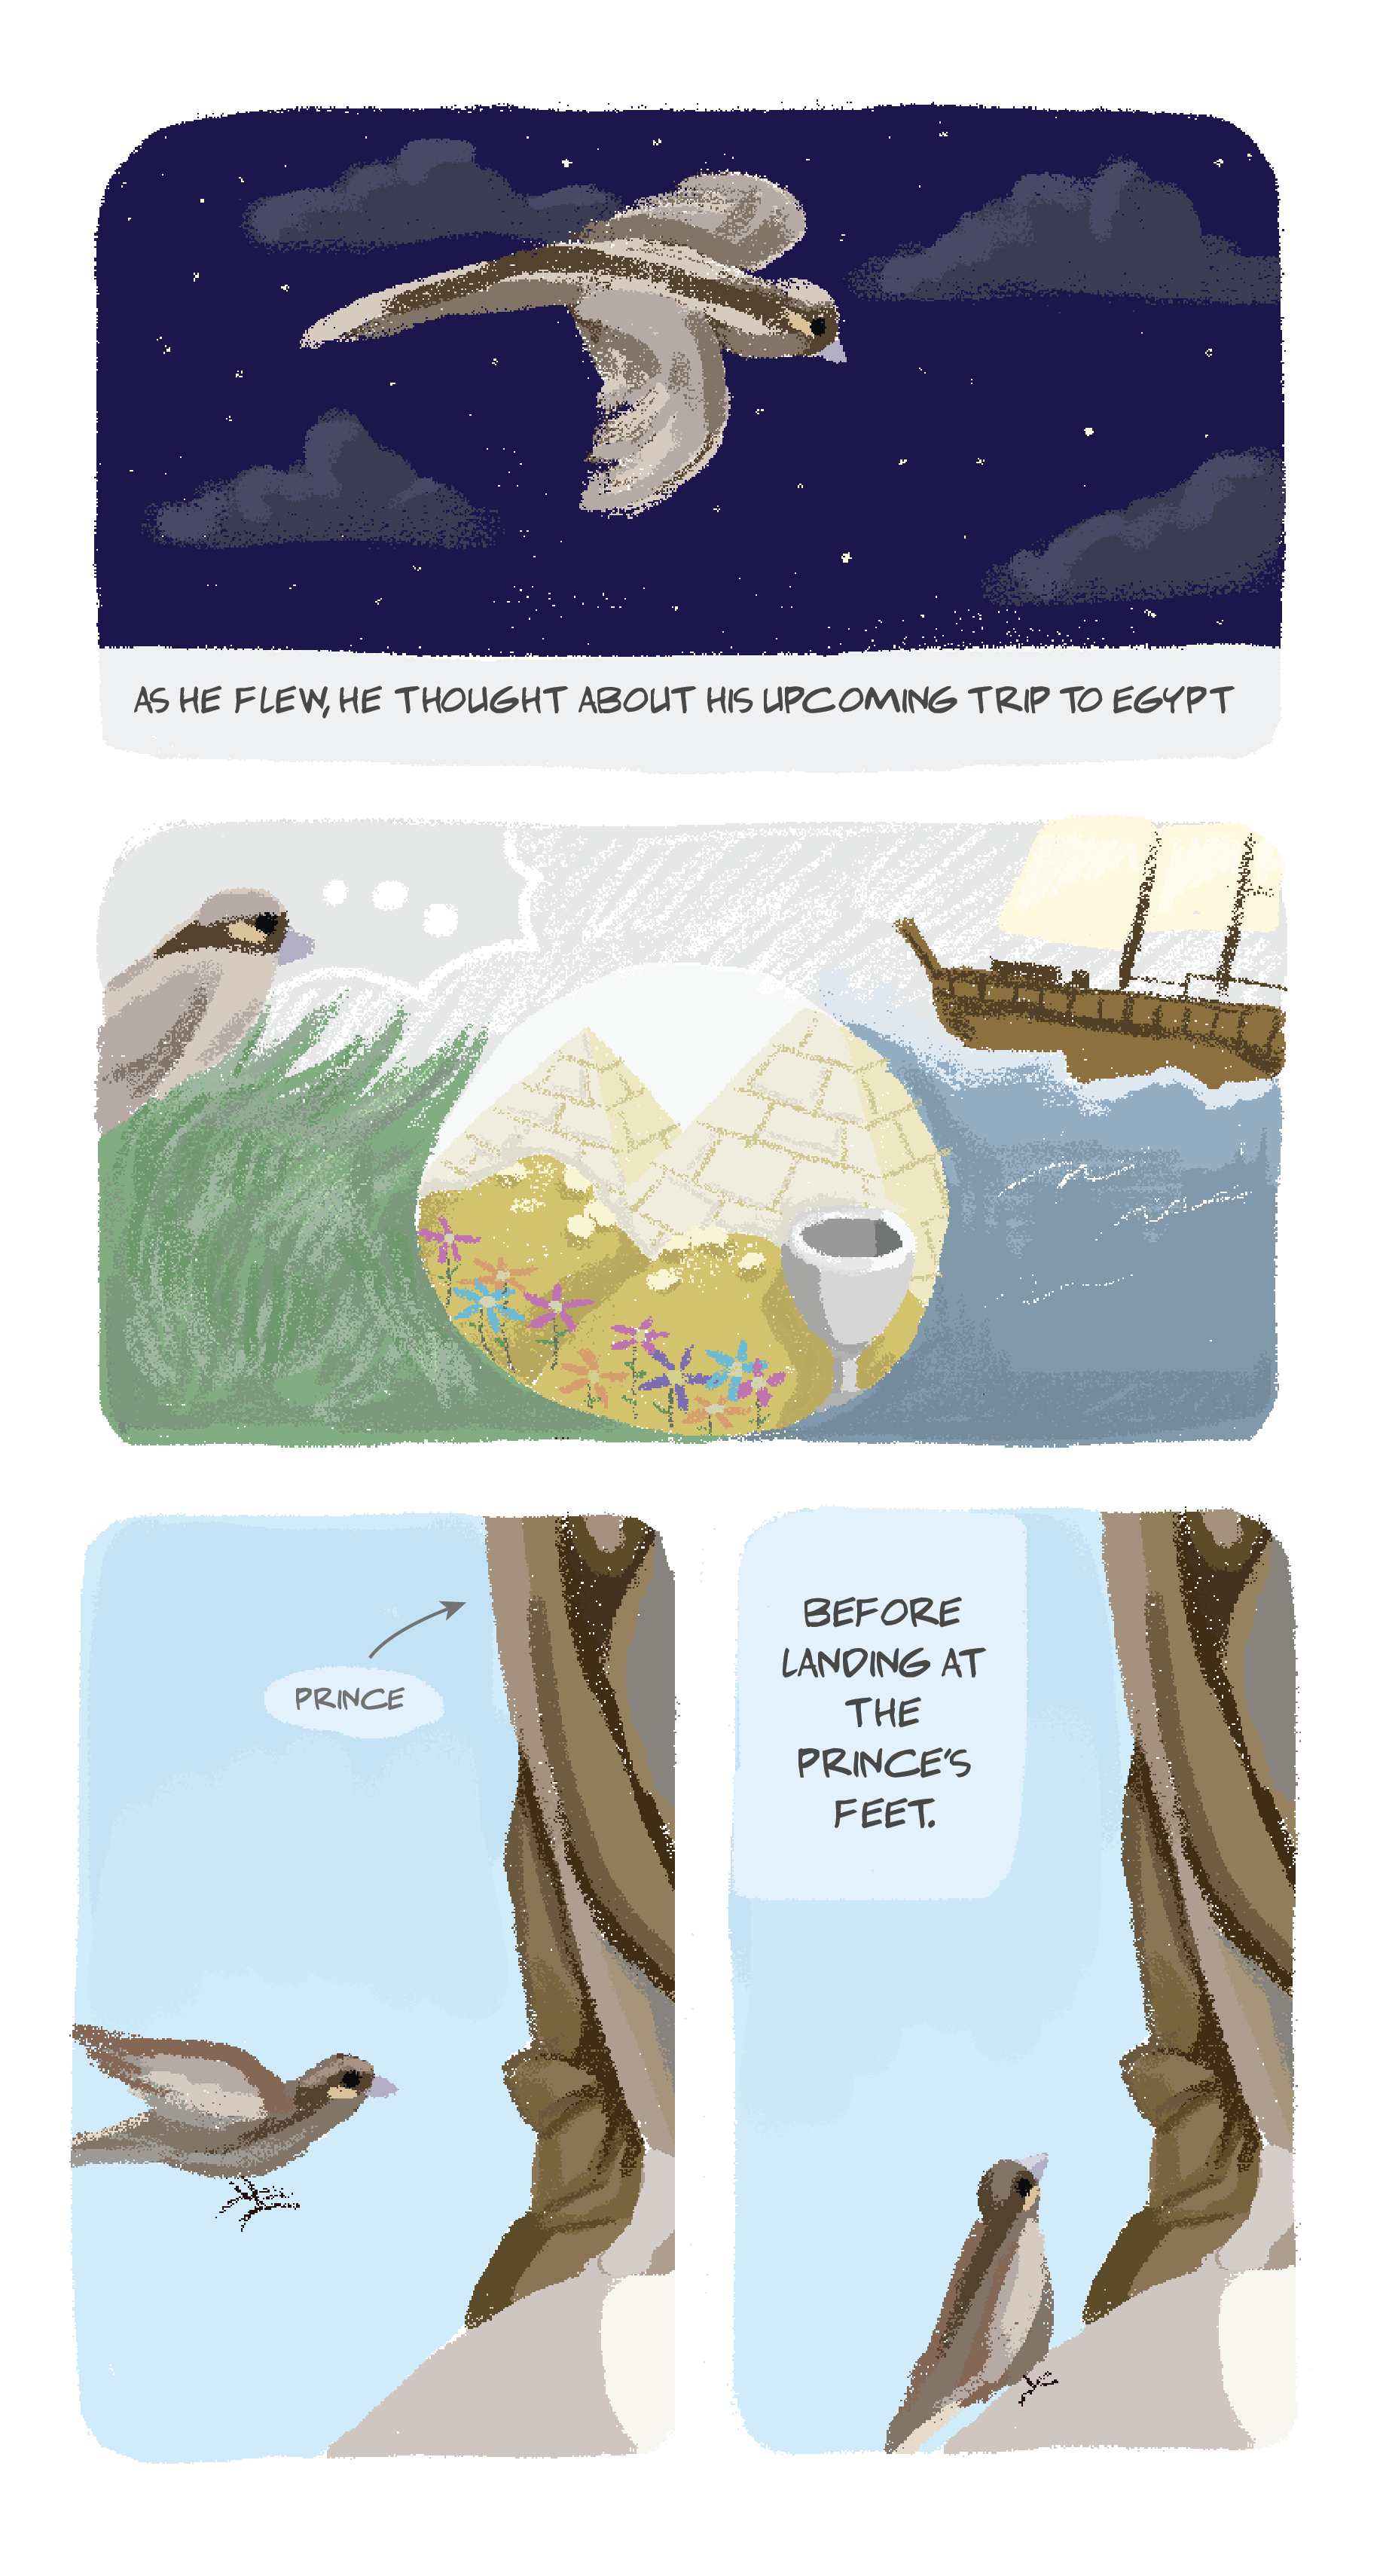 AS HE FLEW, HE THOUGHT ABOUT HIS UPCOMING TRIP TO EGYPT
PRINCE
BEFORE
LANDING AT
THE
PRINCE'S
FEET.